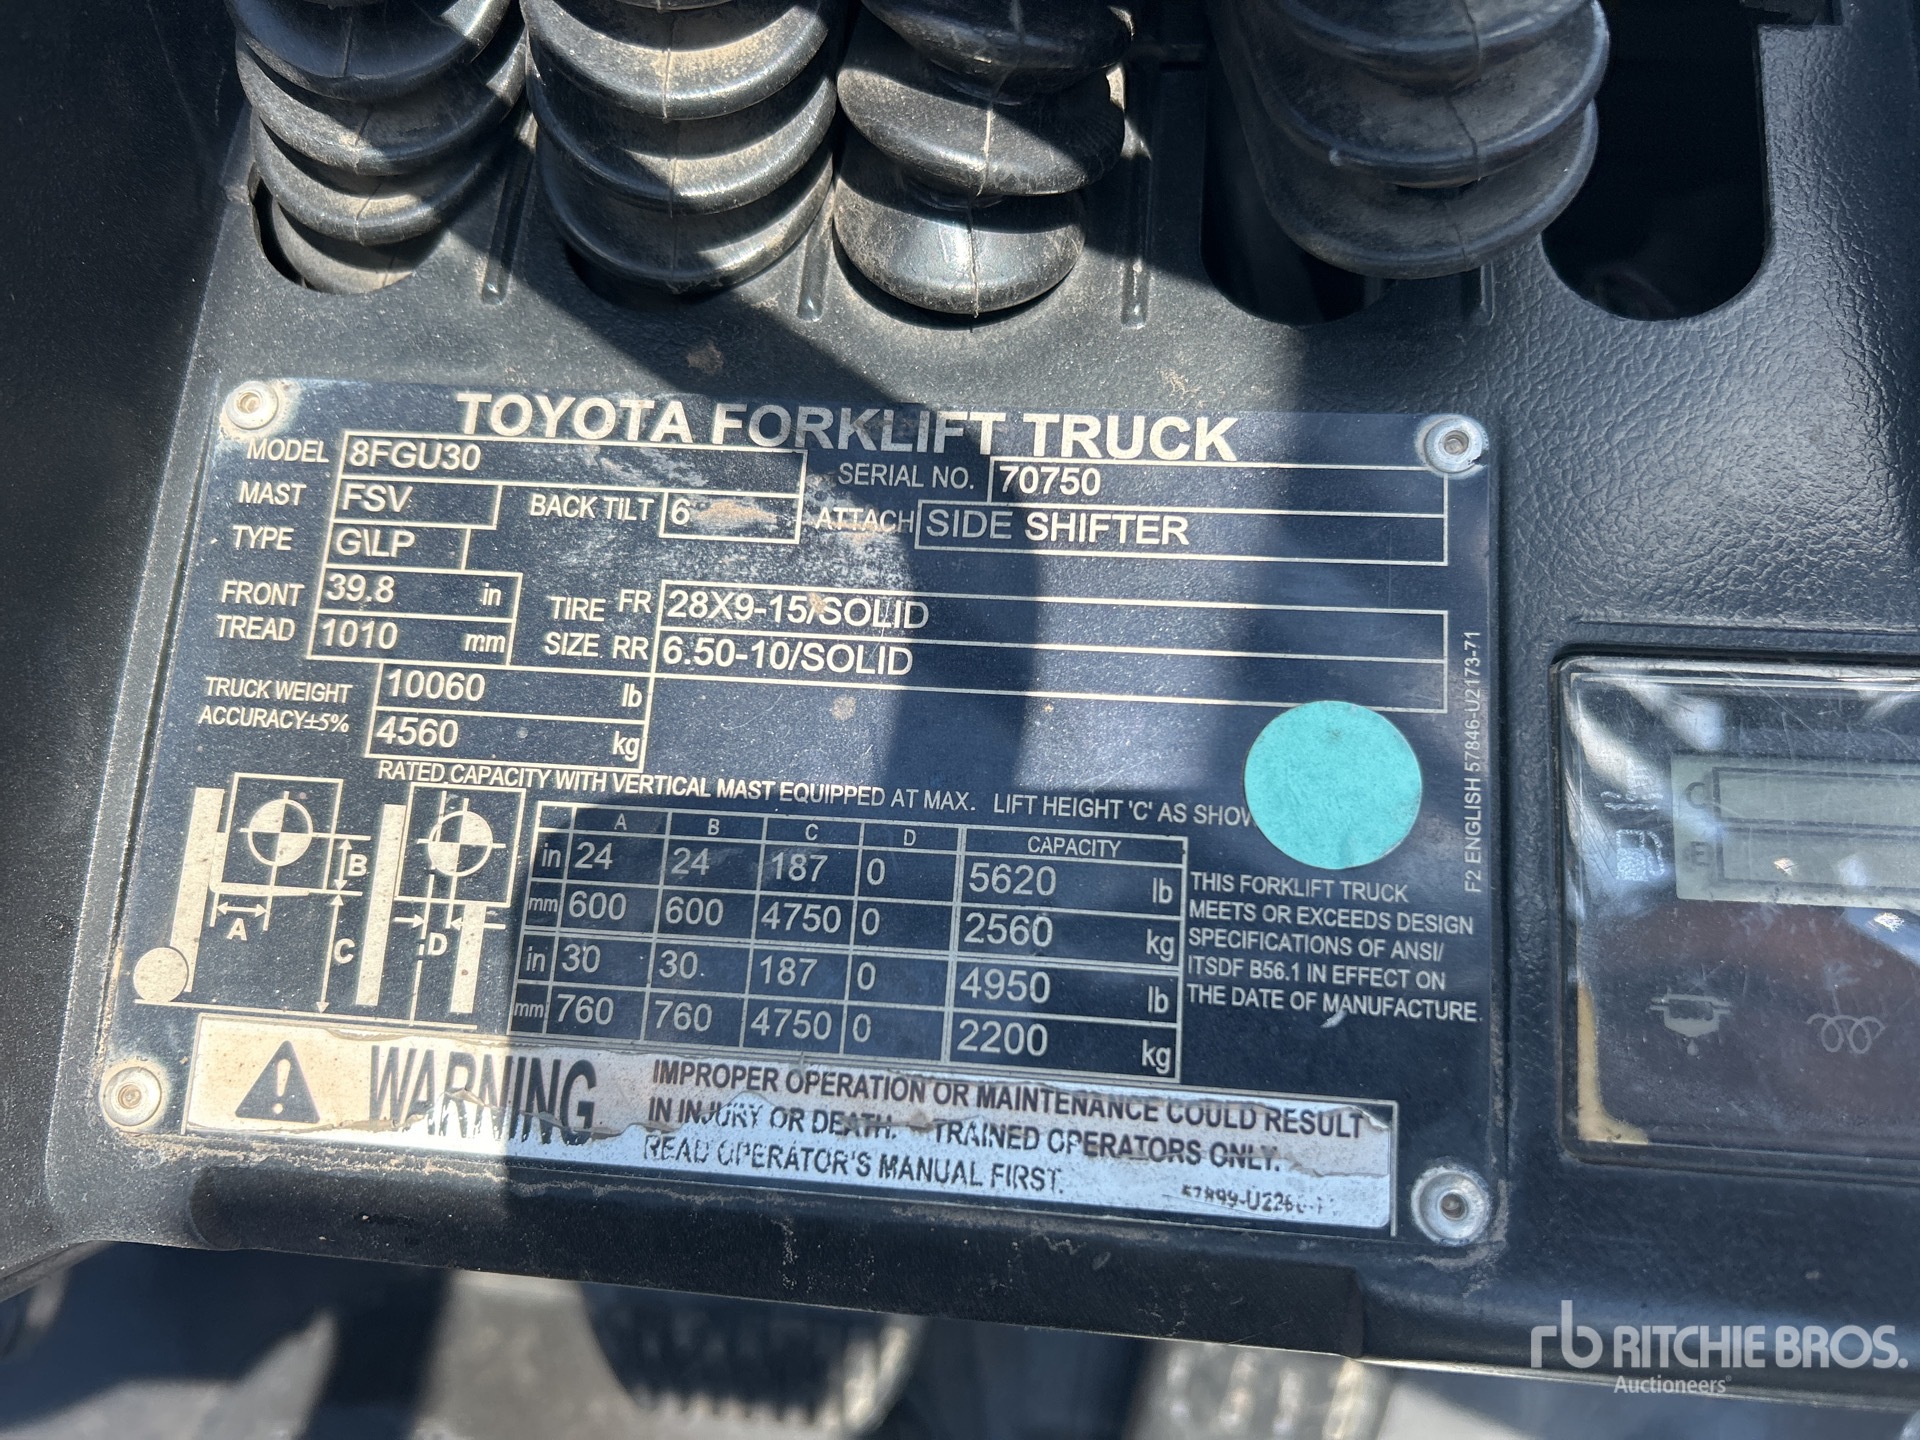 TOYOTA FORKLIFT TRUCK
MODEL 8FGU30 SERIAL NO. 70750
MAST FSV BACK TILT 6 ATTACH SIDE SHIFTER
TYPE G\LP
FRONT TREAD 39.8 in TIRE SIZE FR 28X9-15/SOLID
1010 mm RR 6.50-10/SOLID
TRUCK WEIGHT 10060 lb
ACCURACY±5% 4560 kg
RATED CAPACITY WITH VERTICAL MAST EQUIPPED AT MAX. LIFT HEIGHT 'C' AS
A B C D CAPACITY
in 24 24 187 0 5620 lb
mm 600 600 4750 0 2560 kg
in 30 30 187 0 4950 lb
mm 760 760 4750 0 2200 kg
A B C D
THIS FORKLIFT TRUCK
MEETS OR EXCEEDS DESIGN
SPECIFICATIONS OF ANSI/
ITSDF B56.1 IN EFFECT ON
THE DATE OF MANUFACTURE.
F2 ENGLISH 57846-U2173-71
WARNING
IMPROPER OPERATION OR MAINTENANCE COULD RESULT
IN INJURY OR DEATH. TRAINED OPERATORS ONLY.
READ OPERATOR'S MANUAL FIRST.
E
rb RITCHIE BROS.
Auctioneers